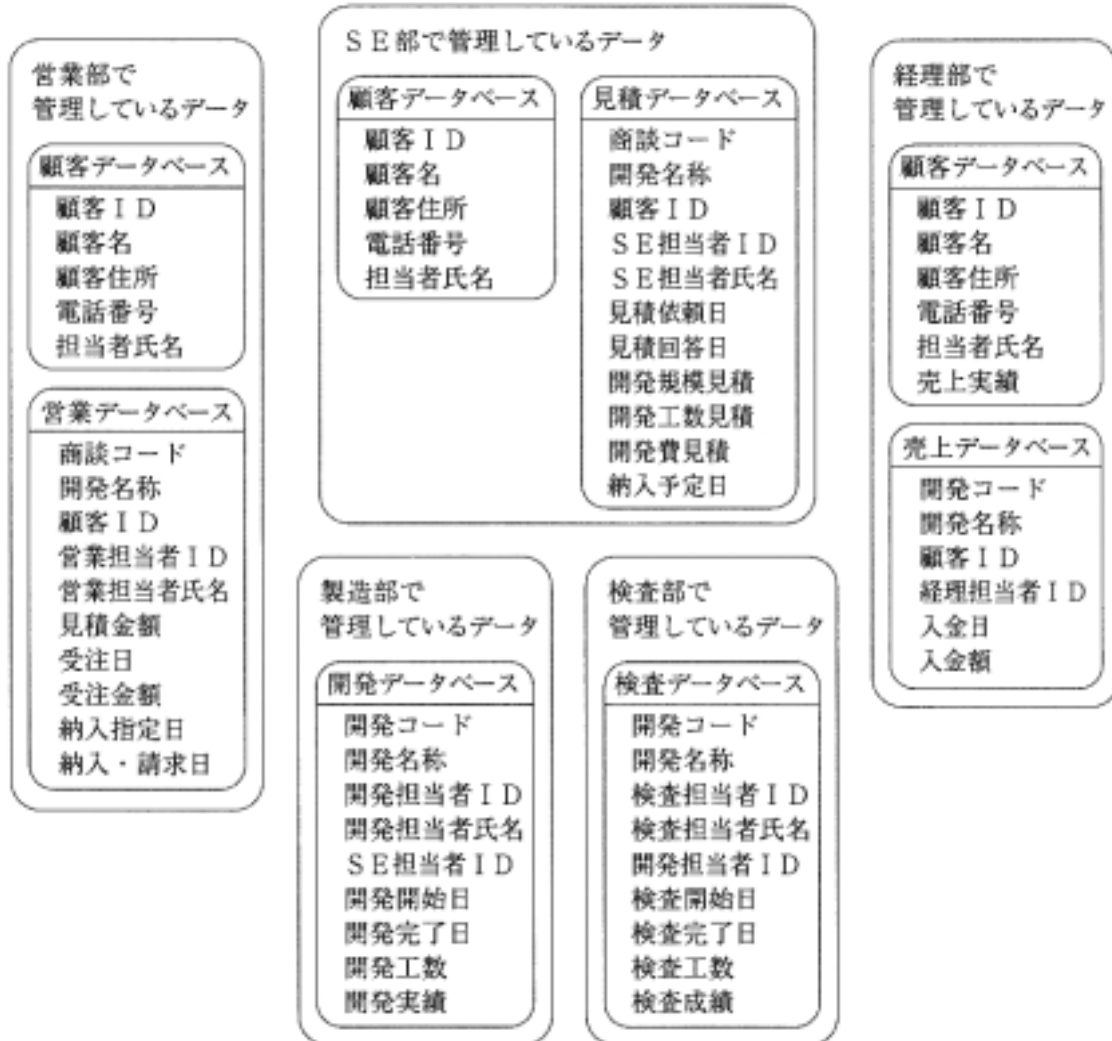 営業部で
管理しているデータ
顧客データベース
顧客ＩＤ
顧客名
顧客住所
電話番号
担当者氏名
営業データベース
商談コード
開発名称
顧客ＩＤ
営業担当者ＩＤ
営業担当者氏名
見積金額
受注日
受注金額
納入指定日
納入・請求日
ＳＥ部で管理しているデータ
顧客データベース
顧客ＩＤ
顧客名
顧客住所
電話番号
担当者氏名
見積データベース
商談コード
開発名称
顧客ＩＤ
ＳＥ担当者ＩＤ
ＳＥ担当者氏名
見積依頼日
見積回答日
開発規模見積
開発工数見積
開発費見積
納入予定日
製造部で
管理しているデータ
開発データベース
開発コード
開発名称
開発担当者ＩＤ
開発担当者氏名
ＳＥ担当者ＩＤ
開発開始日
開発完了日
開発工数
開発実績
検査部で
管理しているデータ
検査データベース
開発コード
開発名称
検査担当者ＩＤ
検査担当者氏名
開発担当者ＩＤ
検査開始日
検査完了日
検査工数
検査成績
経理部で
管理しているデータ
顧客データベース
顧客ＩＤ
顧客名
顧客住所
電話番号
担当者氏名
売上実績
売上データベース
開発コード
開発名称
顧客ＩＤ
経理担当者ＩＤ
入金日
入金額